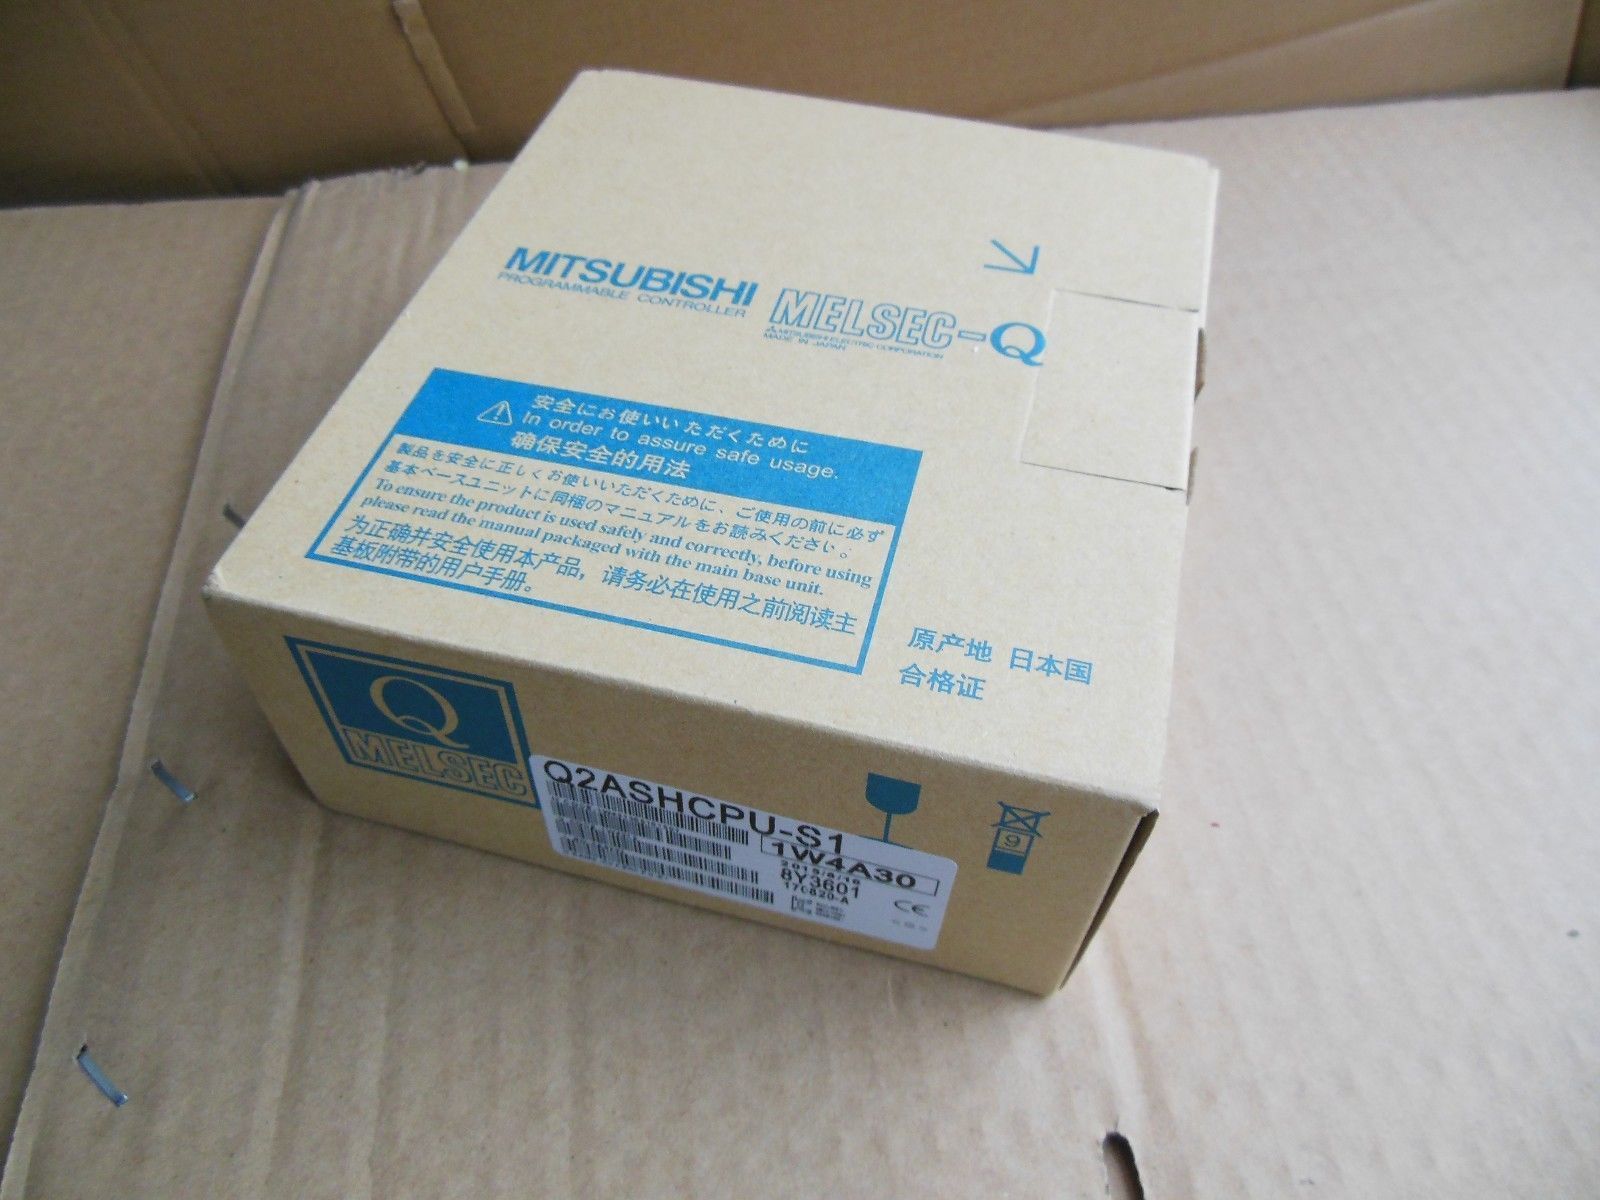 MITSUBISHI
PROGRAMMABLE CONTROLLER
MELSEC-Q
MITSUBISHI ELECTRIC CORPORATION
MADE IN JAPAN
安全にお使いいただくために
In order to assure safe usage.
确保安全的用法
製品を安全に正しくお使いいただくために、ご使用の前に必ず
基本ベースユニットに同梱のマニュアルをお読みください。
To ensure the product is used safely and correctly, before using
please read the manual packaged with the main base unit.
为正确并安全使用本产品，请务必在使用之前阅读主
基板附带的用户手册。
原产地 日本国
合格证
Q
MELSEC
Q2ASHCPU-S1
1W4A30
8Y3601
170820-A
CE
9